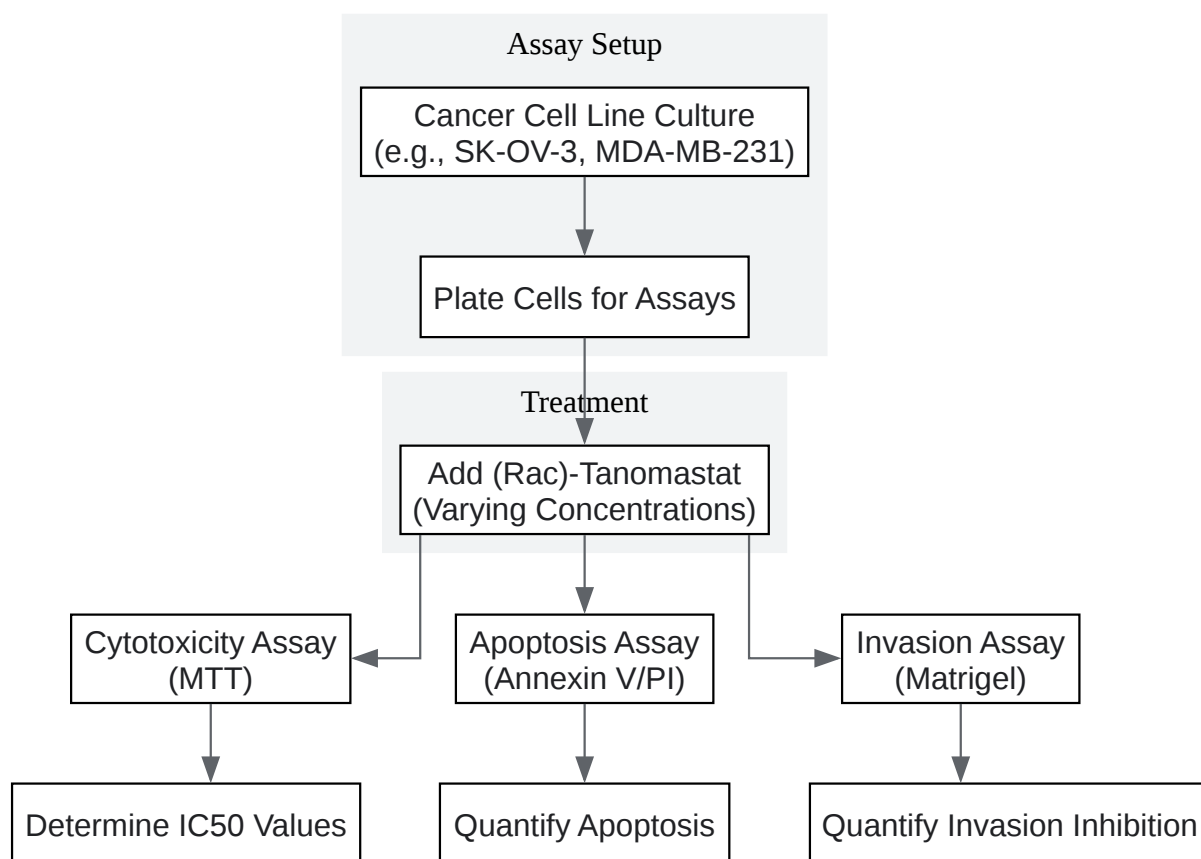 Assay Setup
Cancer Cell Line Culture
(e.g., SK-OV-3, MDA-MB-231)
Plate Cells for Assays
Treatment
Add (Rac)-Tanomastat
(Varying Concentrations)
Cytotoxicity Assay
(MTT)
Apoptosis Assay
(Annexin V/PI)
Invasion Assay
(Matrigel)
Determine IC50 Values
Quantify Apoptosis
Quantify Invasion Inhibition